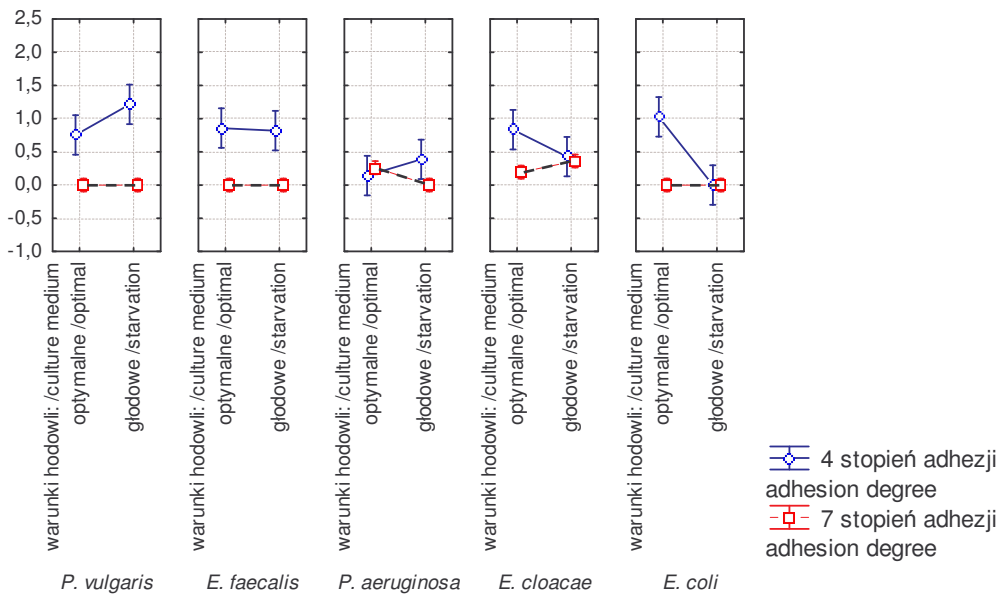 2,5
2,0
1,5
1,0
0,5
0,0
-0,5
-1,0
warunki hodowli: /culture medium
optymalne /optimal
głodowe /starvation
warunki hodowli: /culture medium
optymalne /optimal
głodowe /starvation
warunki hodowli: /culture medium
optymalne /optimal
głodowe /starvation
warunki hodowli: /culture medium
optymalne /optimal
głodowe /starvation
warunki hodowli: /culture medium
optymalne /optimal
głodowe /starvation
P. vulgaris
E. faecalis
P. aeruginosa
E. cloacae
E. coli
4 stopień adhezji
adhesion degree
7 stopień adhezji
adhesion degree